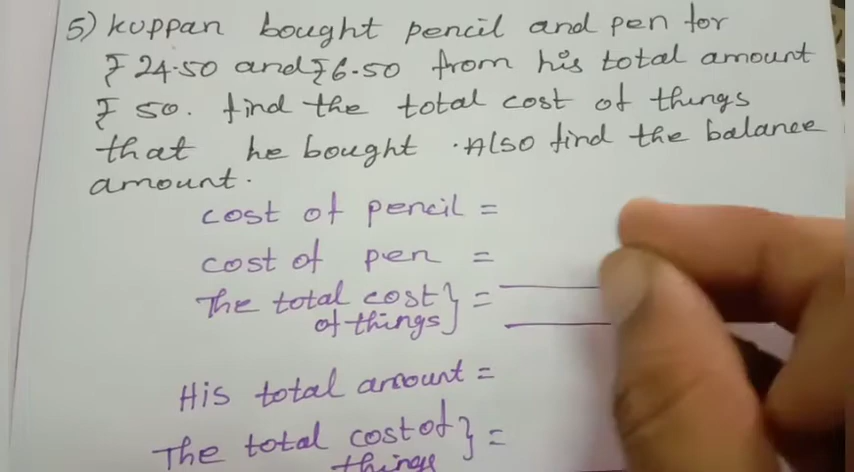 5) Kuppan bought pencil and pen for
₹ 24.50 and ₹6.50 from his total amount
₹ 50. find the total cost of things
that he bought. Also find the balance
amount.
cost of pencil =
cost of pen =
The total cost } =
of things
His total amount =
The total cost of } =
things